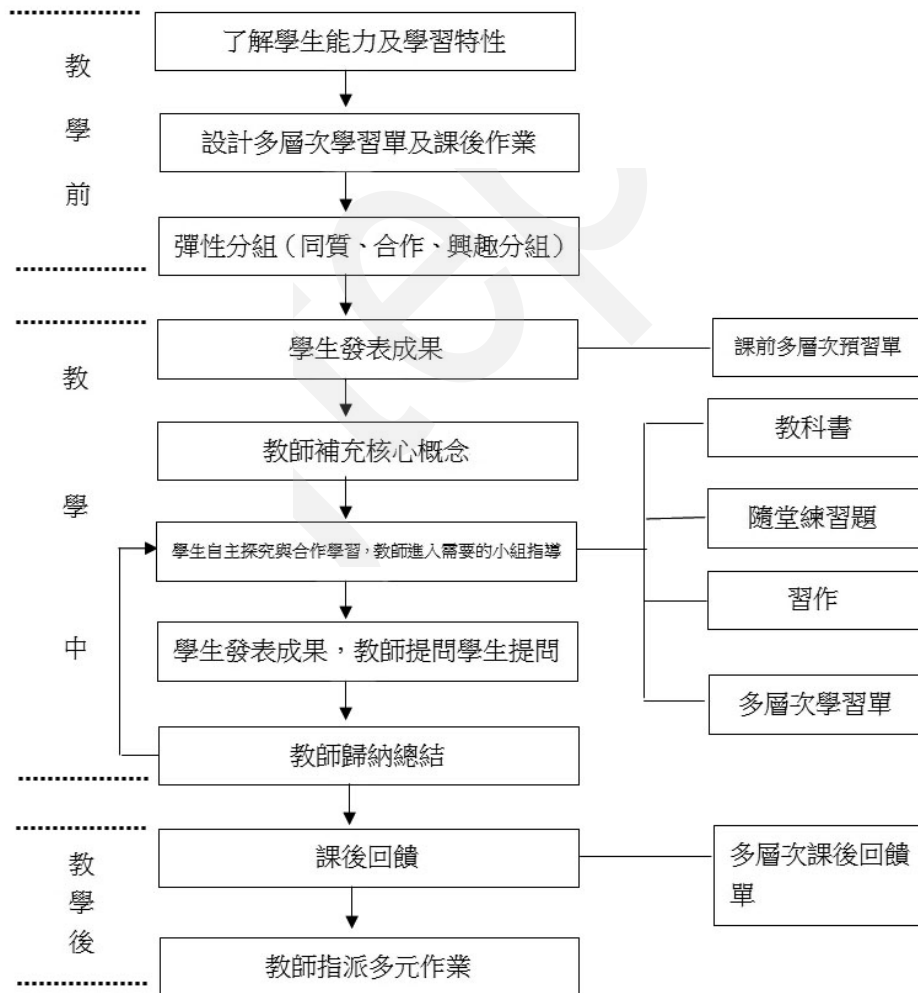 教學前
了解學生能力及學習特性
設計多層次學習單及課後作業
彈性分組（同質、合作、興趣分組）
教學中
學生發表成果
課前多層次預習單
教師補充核心概念
學生自主探究與合作學習，教師進入需要的小組指導
教科書
隨堂練習題
習作
多層次學習單
學生發表成果，教師提問學生提問
教師歸納總結
教學後
課後回饋
多層次課後回饋
單
教師指派多元作業